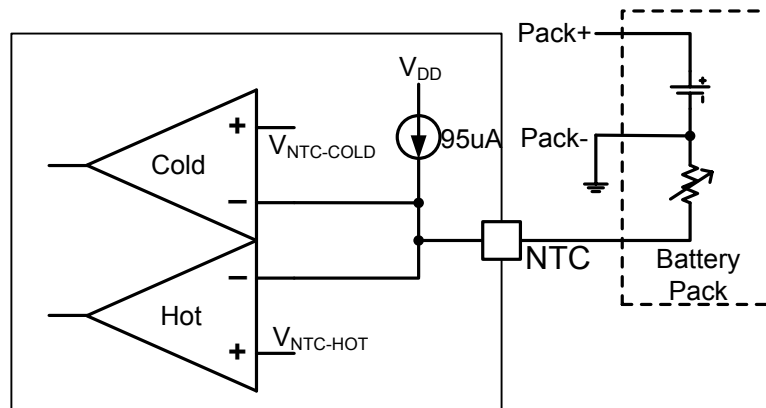 Pack+
V_DD
+
V_NTC-COLD
95uA
Cold
−
Pack-
+
−
NTC
Battery
Pack
−
Hot
V_NTC-HOT
+